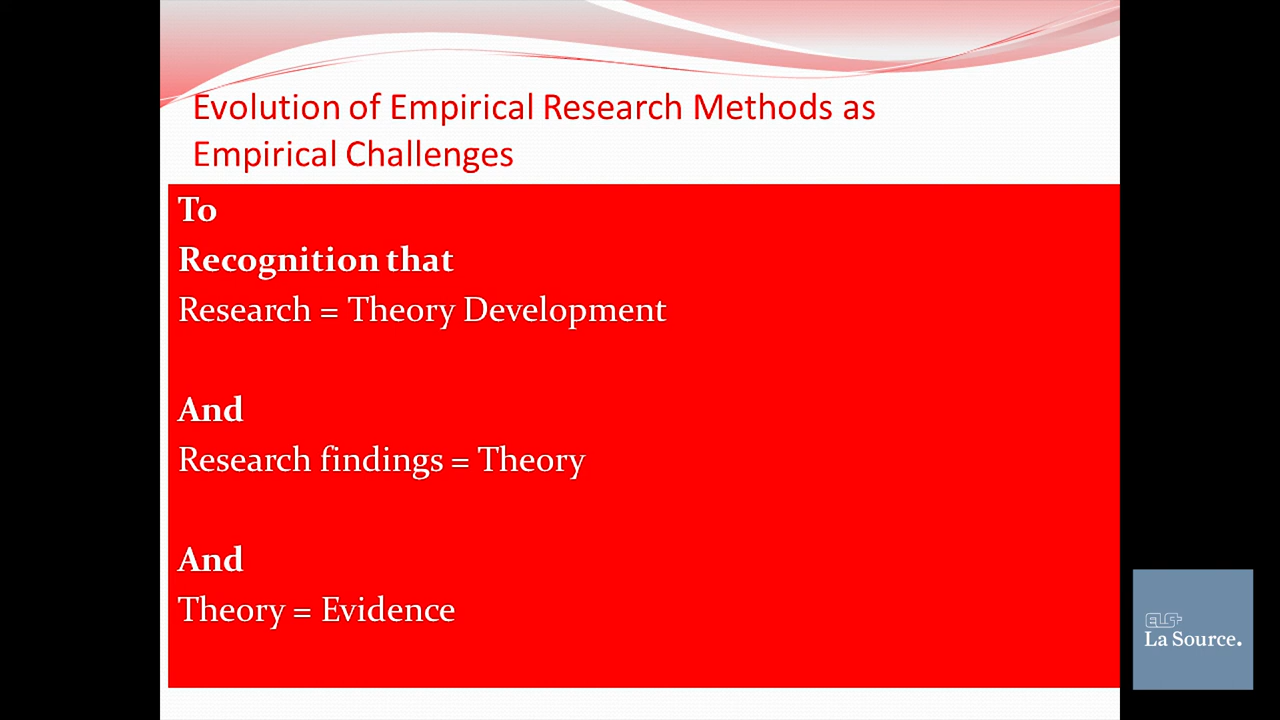 Evolution of Empirical Research Methods as
Empirical Challenges
To
Recognition that
Research = Theory Development
And
Research findings = Theory
And
Theory = Evidence
ELS+
La Source.